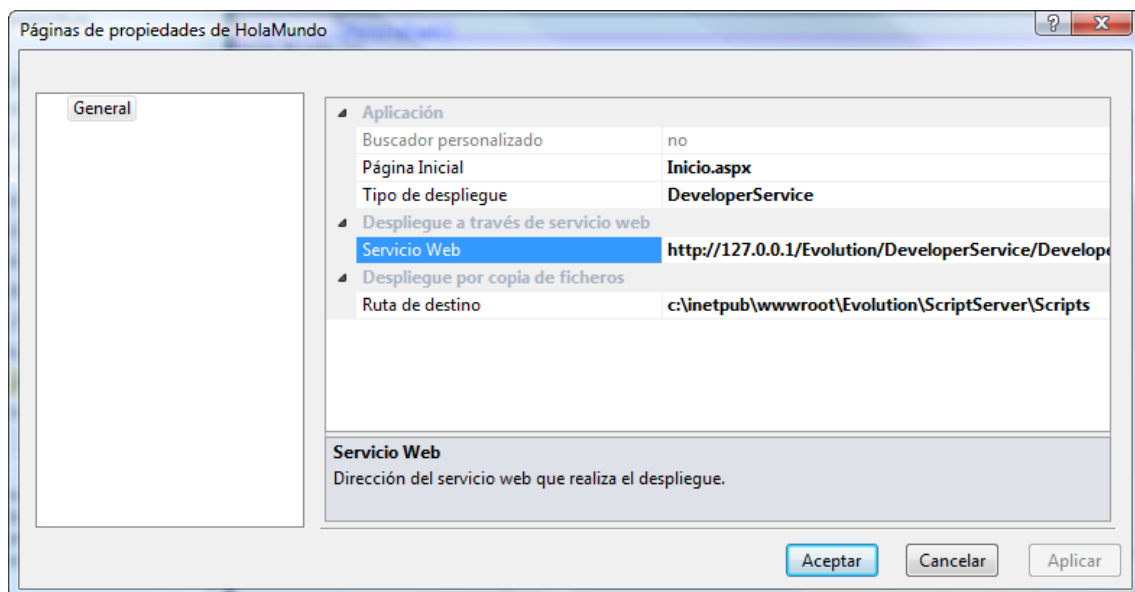 Páginas de propiedades de HolaMundo
General
Aplicación
Buscador personalizado no
Página Inicial Inicio.aspx
Tipo de despliegue DeveloperService
Despliegue a través de servicio web
Servicio Web http://127.0.0.1/Evolution/DeveloperService/Develope
Despliegue por copia de ficheros
Ruta de destino c:\inetpub\wwwroot\Evolution\ScriptServer\Scripts
Servicio Web
Dirección del servicio web que realiza el despliegue.
Aceptar Cancelar Aplicar